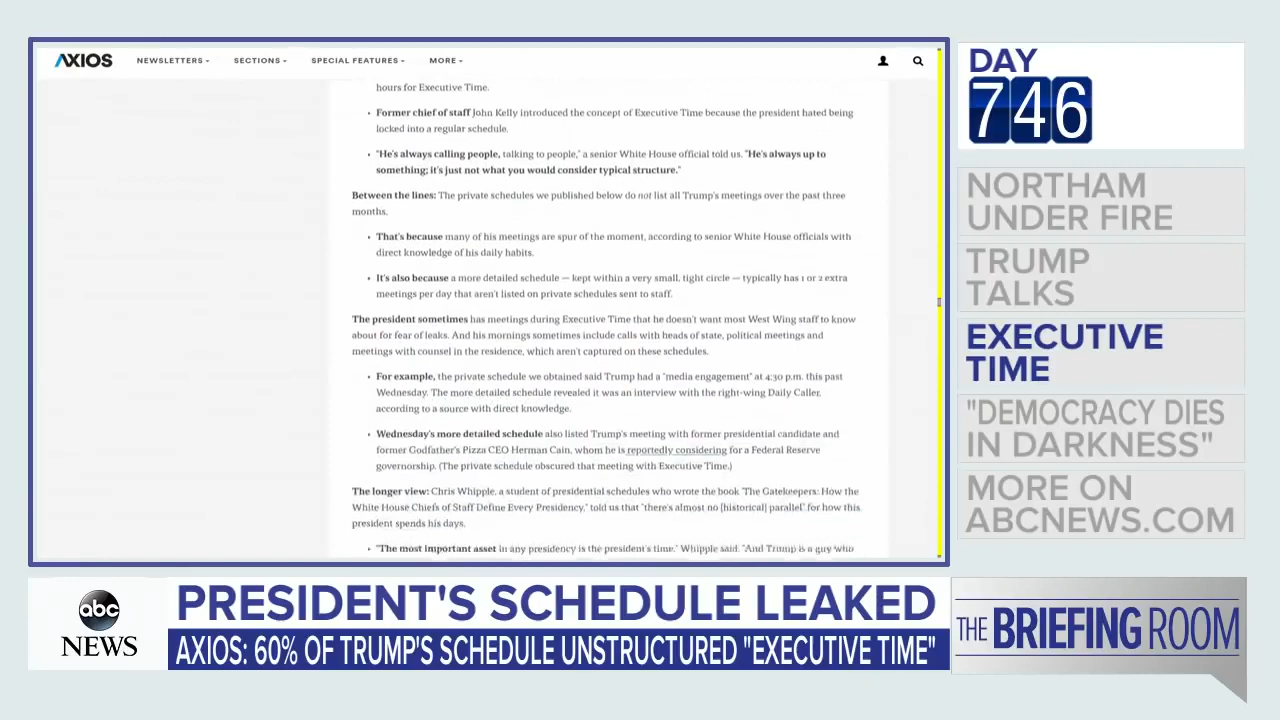 AXIOS
NEWSLETTERS
SECTIONS
SPECIAL FEATURES
MORE
hours for Executive Time.
• Former chief of staff John Kelly introduced the concept of Executive Time because the president hated being
locked into a regular schedule.
• "He's always calling people, talking to people," a senior White House official told us. "He's always up to
something; it's just not what you would consider typical structure."
Between the lines: The private schedules we published below do not list all Trump's meetings over the past three
months.
• That's because many of his meetings are spur of the moment, according to senior White House officials with
direct knowledge of his daily habits.
• It's also because a more detailed schedule — kept within a very small, tight circle — typically has 1 or 2 extra
meetings per day that aren't listed on private schedules sent to staff.
The president sometimes has meetings during Executive Time that he doesn't want most West Wing staff to know
about for fear of leaks. And his mornings sometimes include calls with heads of state, political meetings and
meetings with counsel in the residence, which aren't captured on these schedules.
• For example, the private schedule we obtained said Trump had a "media engagement" at 4:30 p.m. this past
Wednesday. The more detailed schedule revealed it was an interview with the right-wing Daily Caller,
according to a source with direct knowledge.
• Wednesday's more detailed schedule also listed Trump's meeting with former presidential candidate and
former Godfather's Pizza CEO Herman Cain, whom he is reportedly considering for a Federal Reserve
governorship. (The private schedule obscured that meeting with Executive Time.)
The longer view: Chris Whipple, a student of presidential schedules who wrote the book "The Gatekeepers: How the
White House Chiefs of Staff Define Every Presidency," told us that "there's almost no [historical] parallel" for how this
president spends his days.
• "The most important asset in any presidency is the president's time," Whipple said. "And Trump is a guy who
DAY
746
NORTHAM
UNDER FIRE
TRUMP
TALKS
EXECUTIVE
TIME
"DEMOCRACY DIES
IN DARKNESS"
MORE ON
ABCNEWS.COM
abc
NEWS
PRESIDENT'S SCHEDULE LEAKED
AXIOS: 60% OF TRUMP'S SCHEDULE UNSTRUCTURED "EXECUTIVE TIME"
THE BRIEFING ROOM